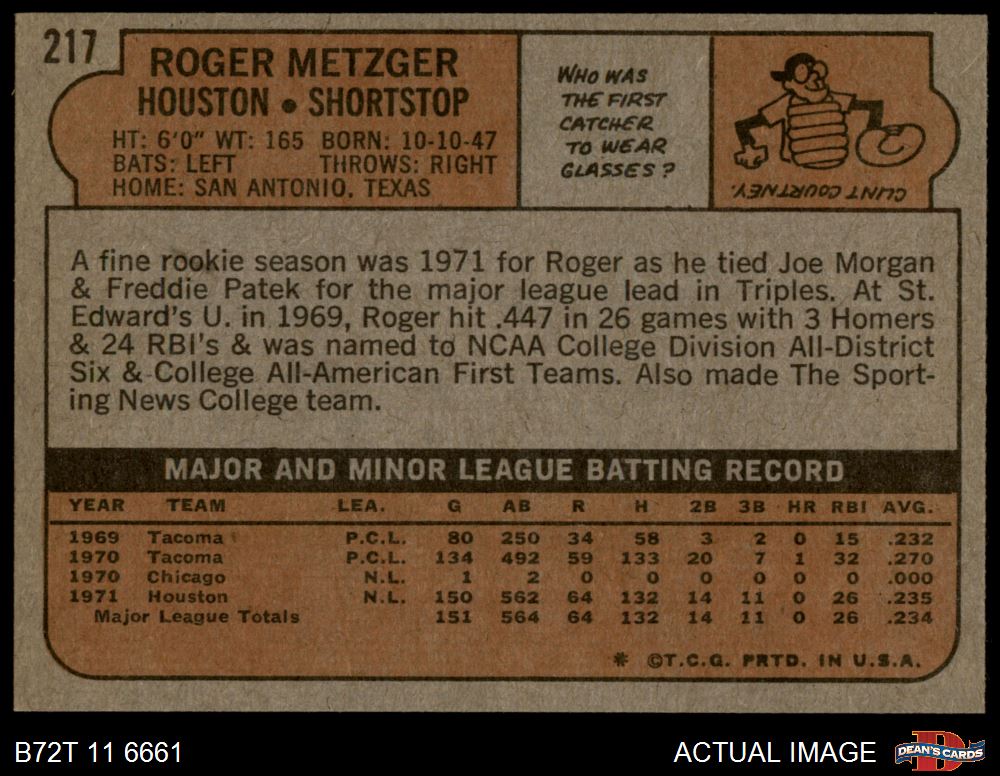 217
ROGER METZGER
HOUSTON • SHORTSTOP
HT: 6'0" WT: 165 BORN: 10-10-47
BATS: LEFT THROWS: RIGHT
HOME: SAN ANTONIO, TEXAS
WHO WAS
THE FIRST
CATCHER
TO WEAR
GLASSES?
CLINT COURTNEY.
A fine rookie season was 1971 for Roger as he tied Joe Morgan
& Freddie Patek for the major league lead in Triples. At St.
Edward's U. in 1969, Roger hit .447 in 26 games with 3 Homers
& 24 RBI's & was named to NCAA College Division All-District
Six & College All-American First Teams. Also made The Sport-
ing News College team.
MAJOR AND MINOR LEAGUE BATTING RECORD
YEAR TEAM LEA. G AB R H 2B 3B HR RBI AVG.
1969 Tacoma P.C.L. 80 250 34 58 3 2 0 15 .232
1970 Tacoma P.C.L. 134 492 59 133 20 7 1 32 .270
1970 Chicago N.L. 1 2 0 0 0 0 0 0 .000
1971 Houston N.L. 150 562 64 132 14 11 0 26 .235
Major League Totals 151 564 64 132 14 11 0 26 .234
* ©T.C.G. PRTD. IN U.S.A.
B72T 11 6661
ACTUAL IMAGE
D
DEAN'S CARDS